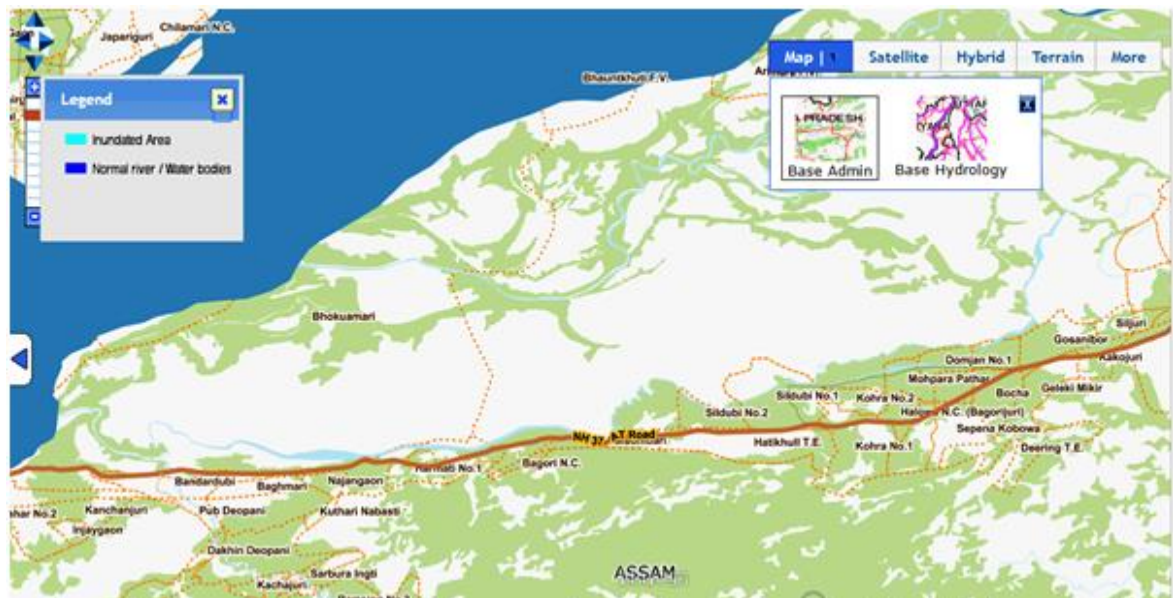 Chilamari N.C.
Japariguri
Map |
Satellite
Hybrid
Terrain
More
Bhauntkhuti F.V.
Legend
Inundated Area
Normal river / Water bodies
Base Admin
Base Hydrology
Bhokuamari
Siljuri
Gosanibor
Kakojuri
Domjan No.1
Mohpara Pathar
Geleki Mikir
Bocha
Sildubi No.1
Kohra No.2
Sildubi No.2
N.C. (Bagorijuri)
Sepena Kobowa
NH 37, A.T Road
Hatikhull T.E.
Kohra No.1
Deering T.E.
Bagori N.C.
Harmati No.1
Bandardubi
Baghmari
Najangaon
Kanchanjuri
Pub Deopani
Kuthari Nabasti
Injaygaon
Dakhin Deopani
Sarbura Ingti
Kachajuri
ASSAM